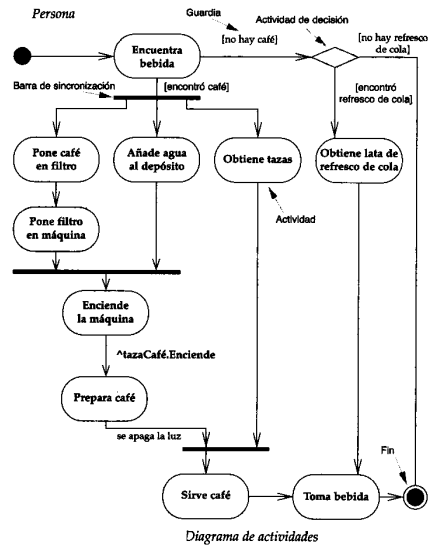 Persona
Guardia
Actividad de decisión
Encuentra
bebida
[no hay café]
[no hay refresco
de cola]
Barra de sincronización
[encontró café]
[encontró
refresco de cola]
Pone café
en filtro
Añade agua
al depósito
Obtiene tazas
Obtiene lata de
refresco de cola
Pone filtro
en máquina
Actividad
Enciende
la máquina
^tazaCafé.Enciende
Prepara café
se apaga la luz
Fin
Sirve café
Toma bebida
Diagrama de actividades